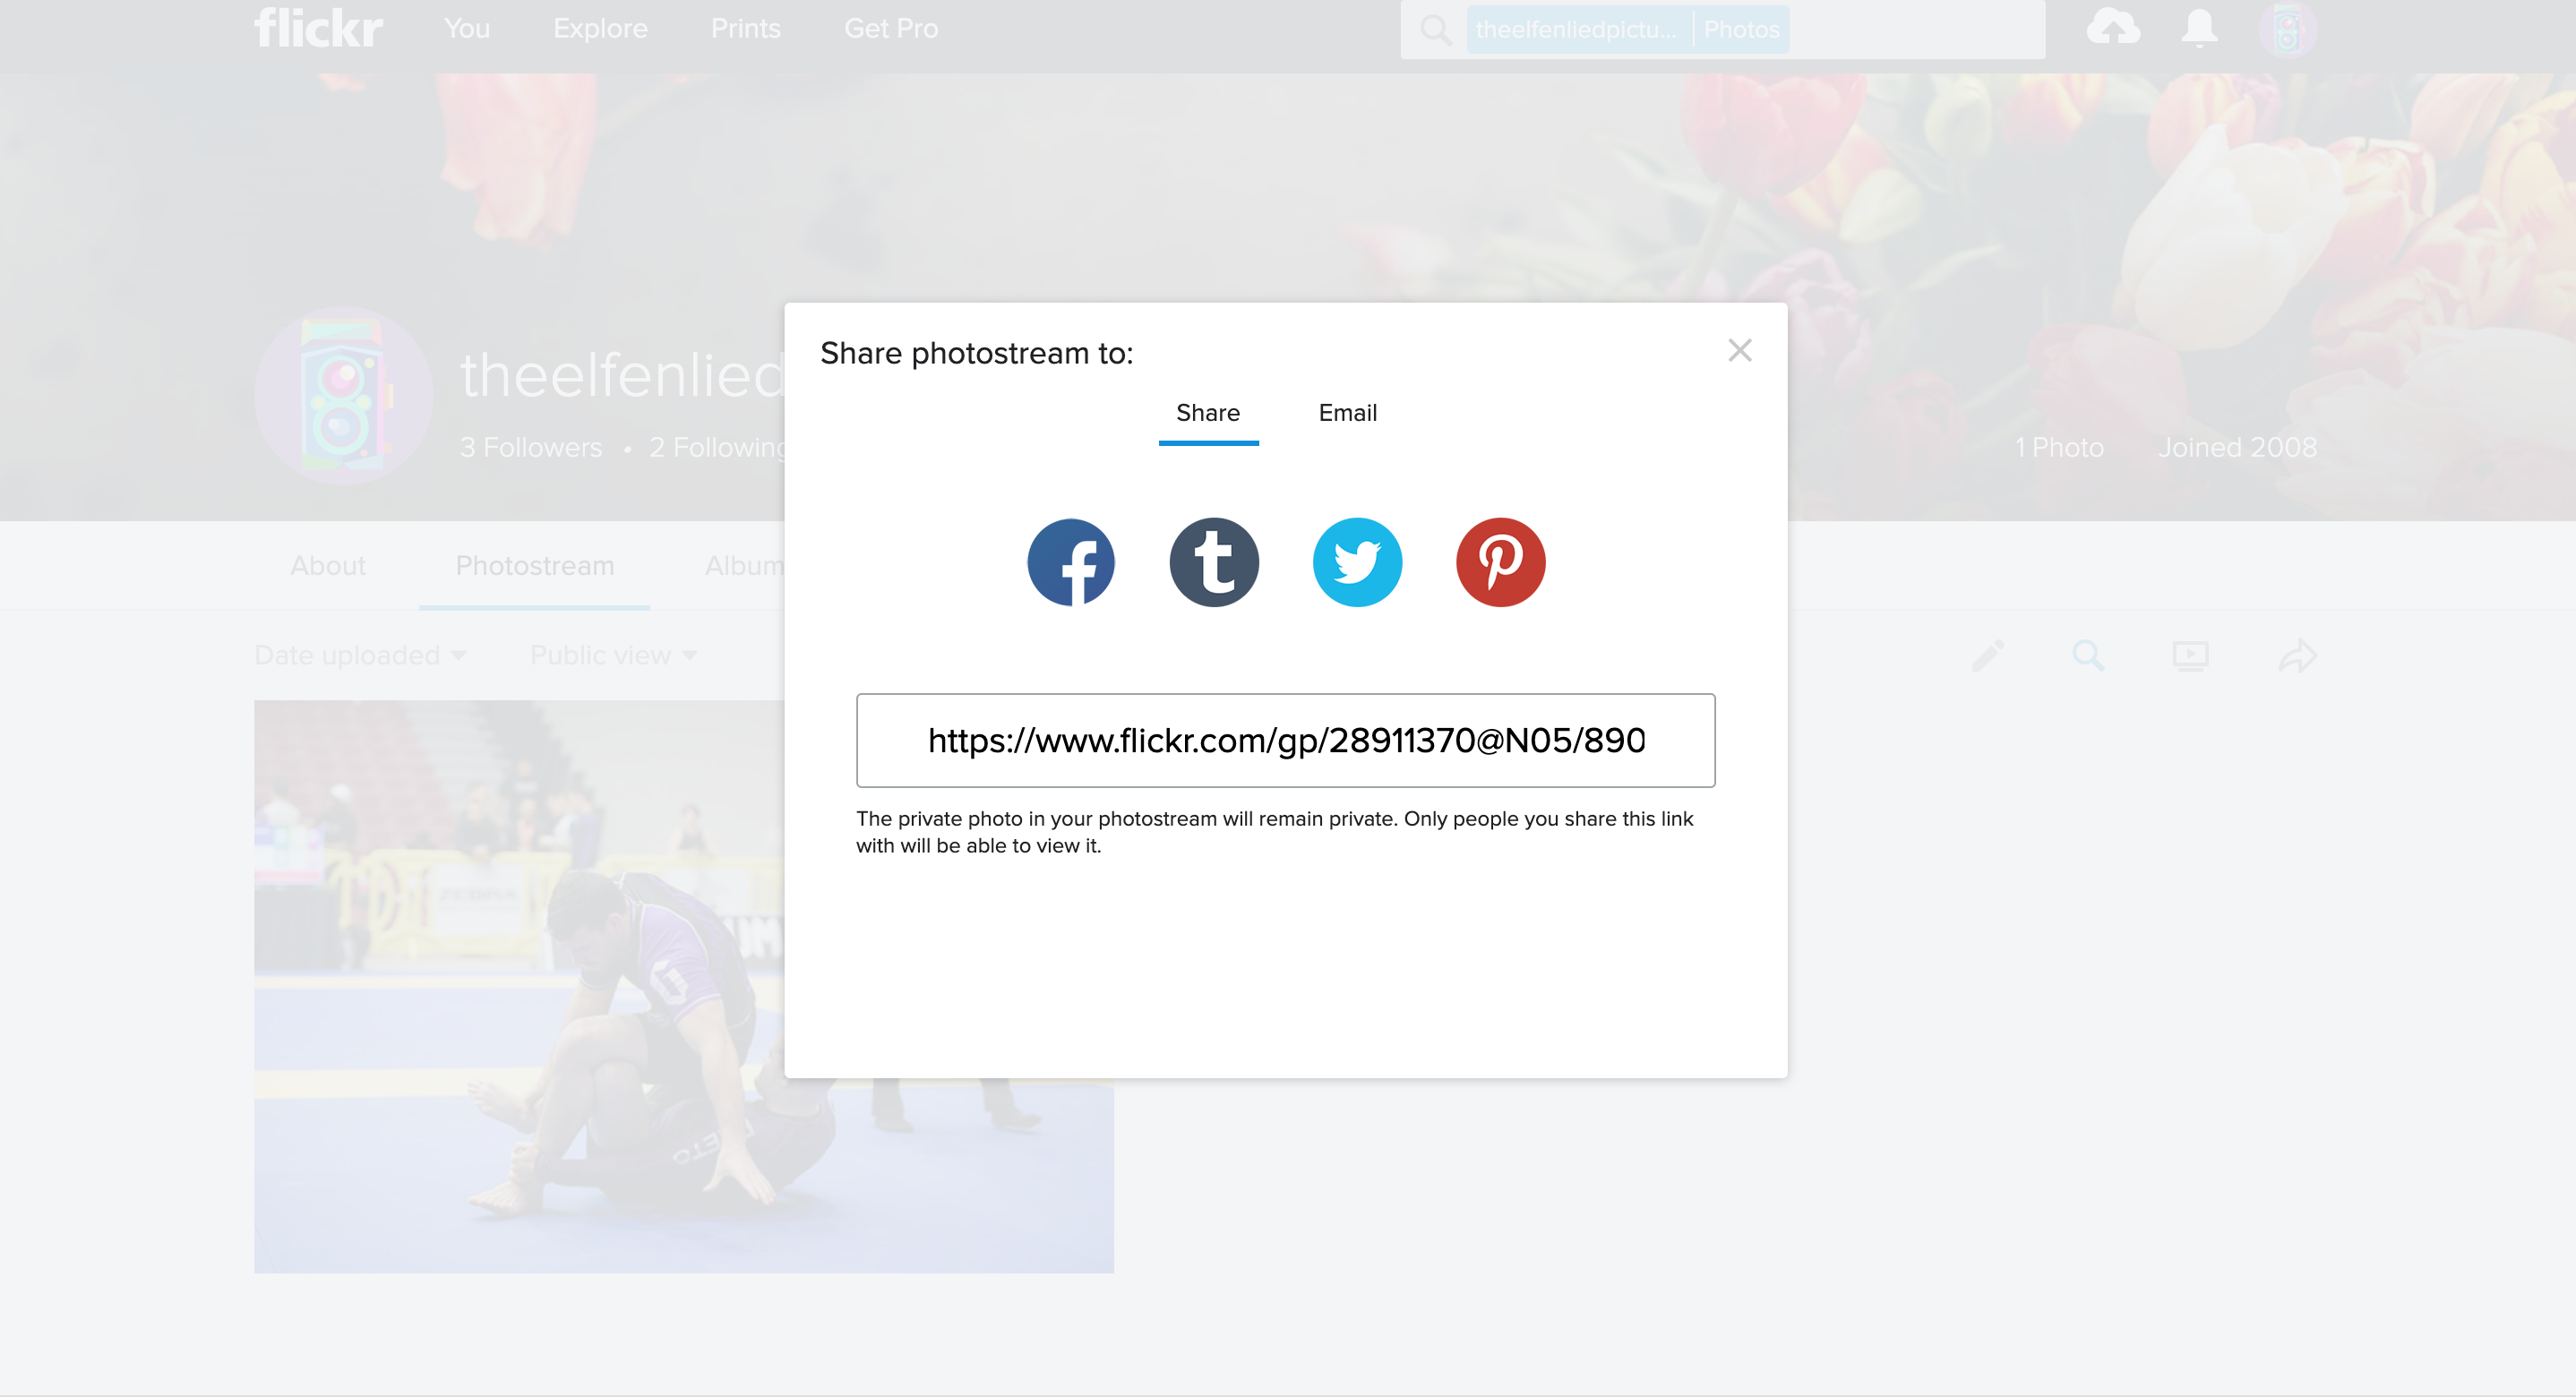 flickr You Explore Prints Get Pro theelfenliedpictu... Photos
Share photostream to:
Share Email
theelfenlied
3 Followers • 2 Following
1 Photo Joined 2008
f t
About Photostream Album
Date uploaded Public view
https://www.flickr.com/gp/28911370@N05/890
The private photo in your photostream will remain private. Only people you share this link
with will be able to view it.